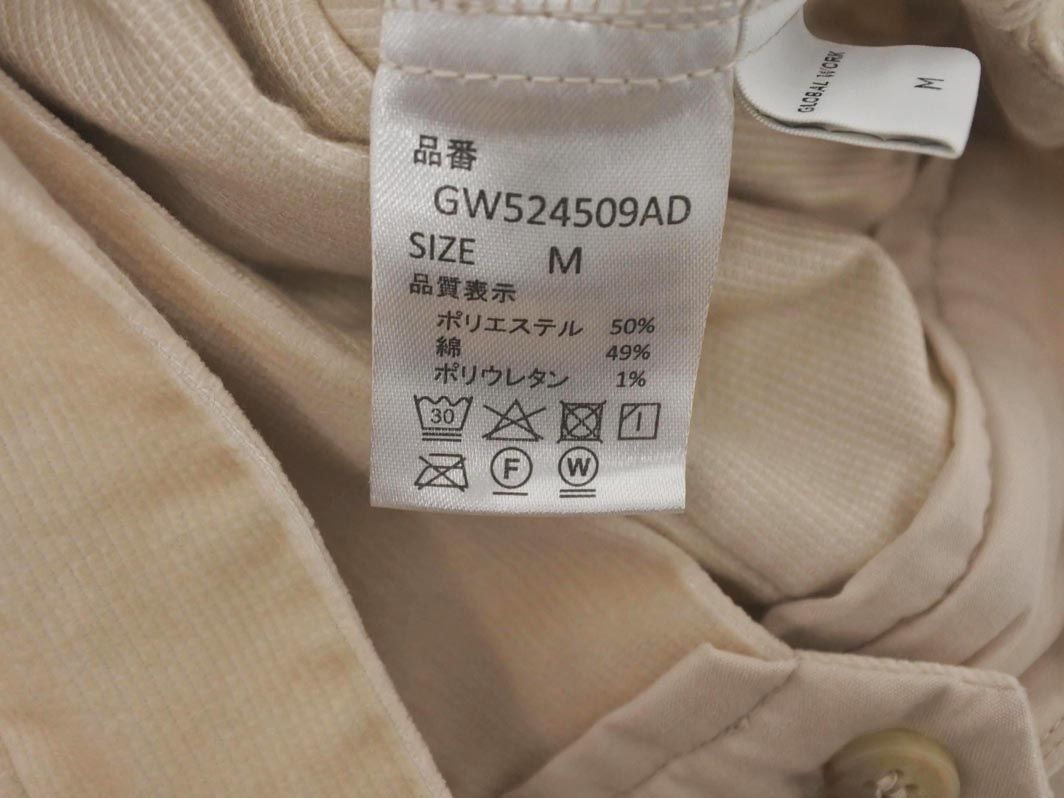 品番
GW524509AD
SIZE M
品質表示
ポリエステル 50%
綿 49%
ポリウレタン 1%
30
F W
GLOBAL WORK
M